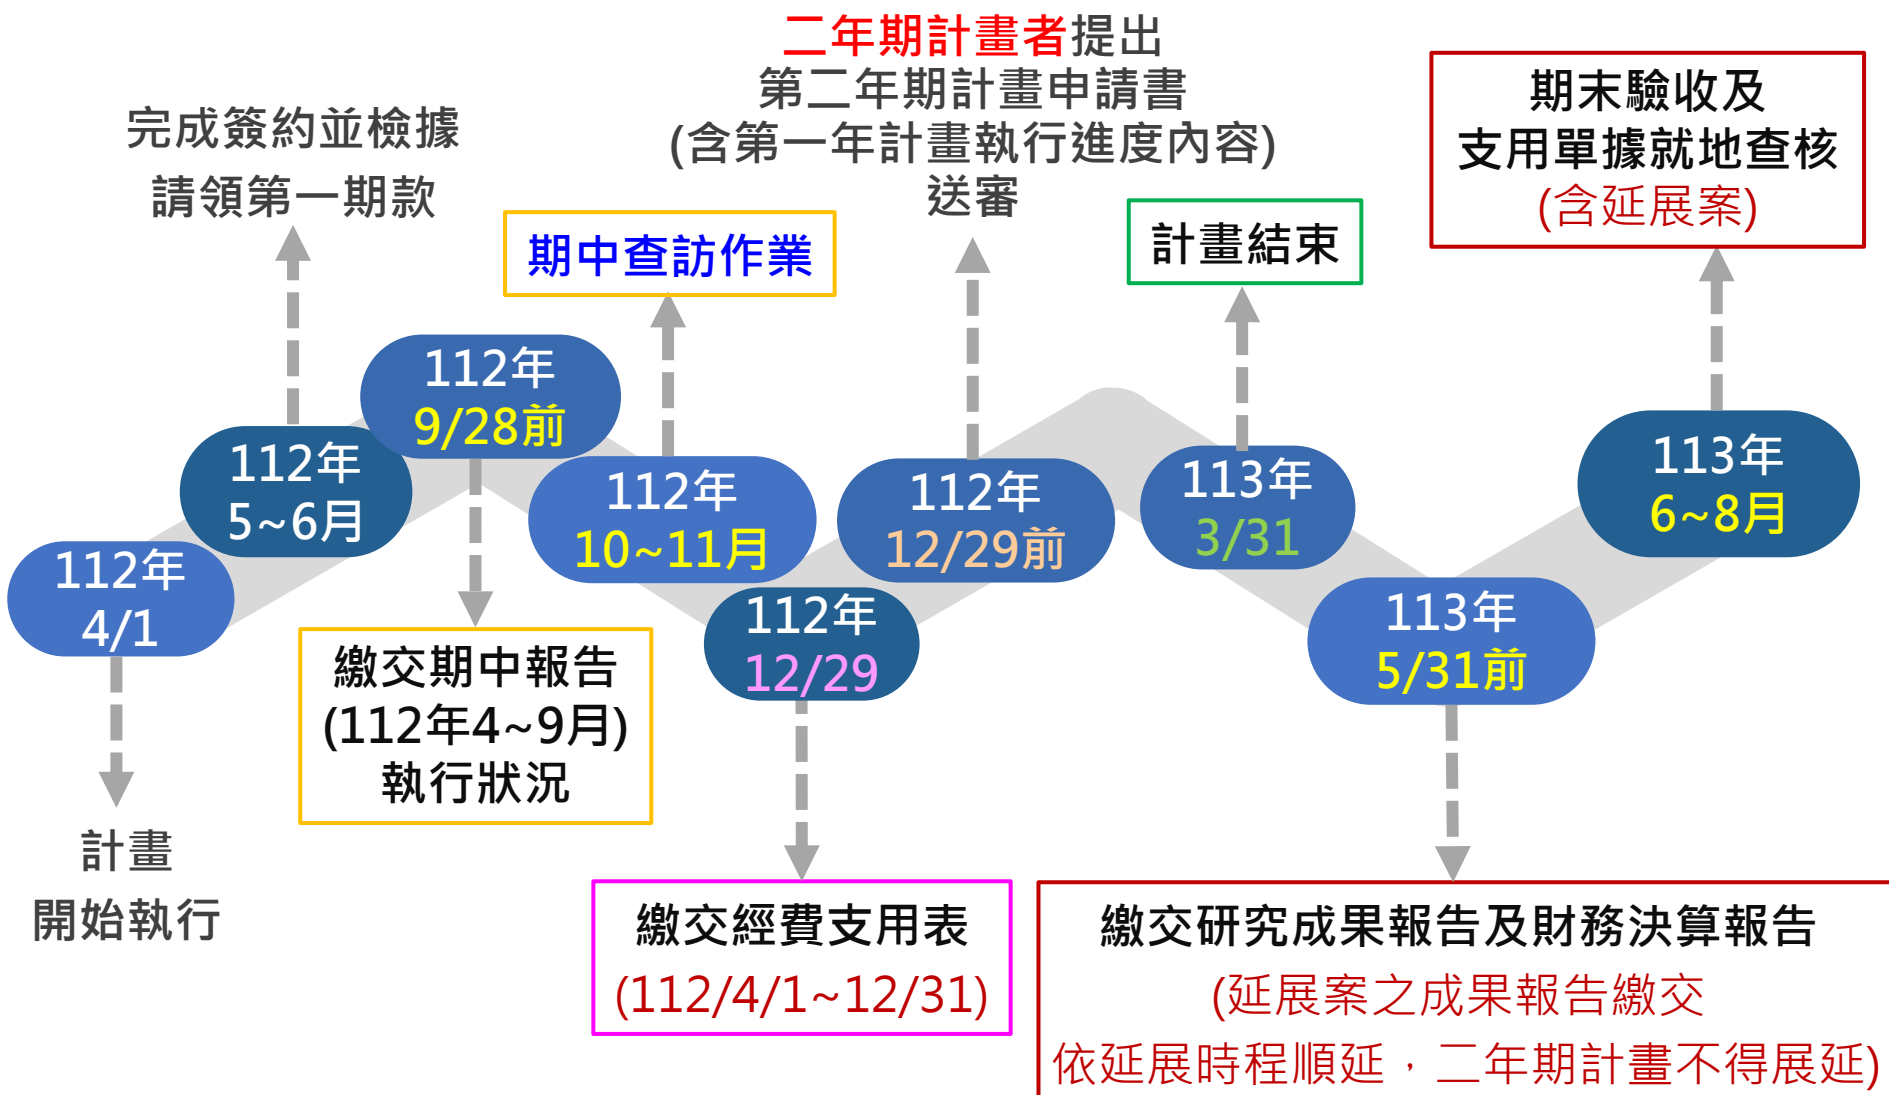 112年
4/1
計畫
開始執行
完成簽約並檢據
請領第一期款
112年
5~6月
112年
9/28前
繳交期中報告
(112年4~9月)
執行狀況
期中查訪作業
112年
10~11月
112年
12/29
繳交經費支用表
(112/4/1~12/31)
二年期計畫者提出
第二年期計畫申請書
(含第一年計畫執行進度內容)
送審
112年
12/29前
計畫結束
113年
3/31
113年
5/31前
繳交研究成果報告及財務決算報告
(延展案之成果報告繳交
依延展時程順延，二年期計畫不得展延)
期末驗收及
支用單據就地查核
(含延展案)
113年
6~8月